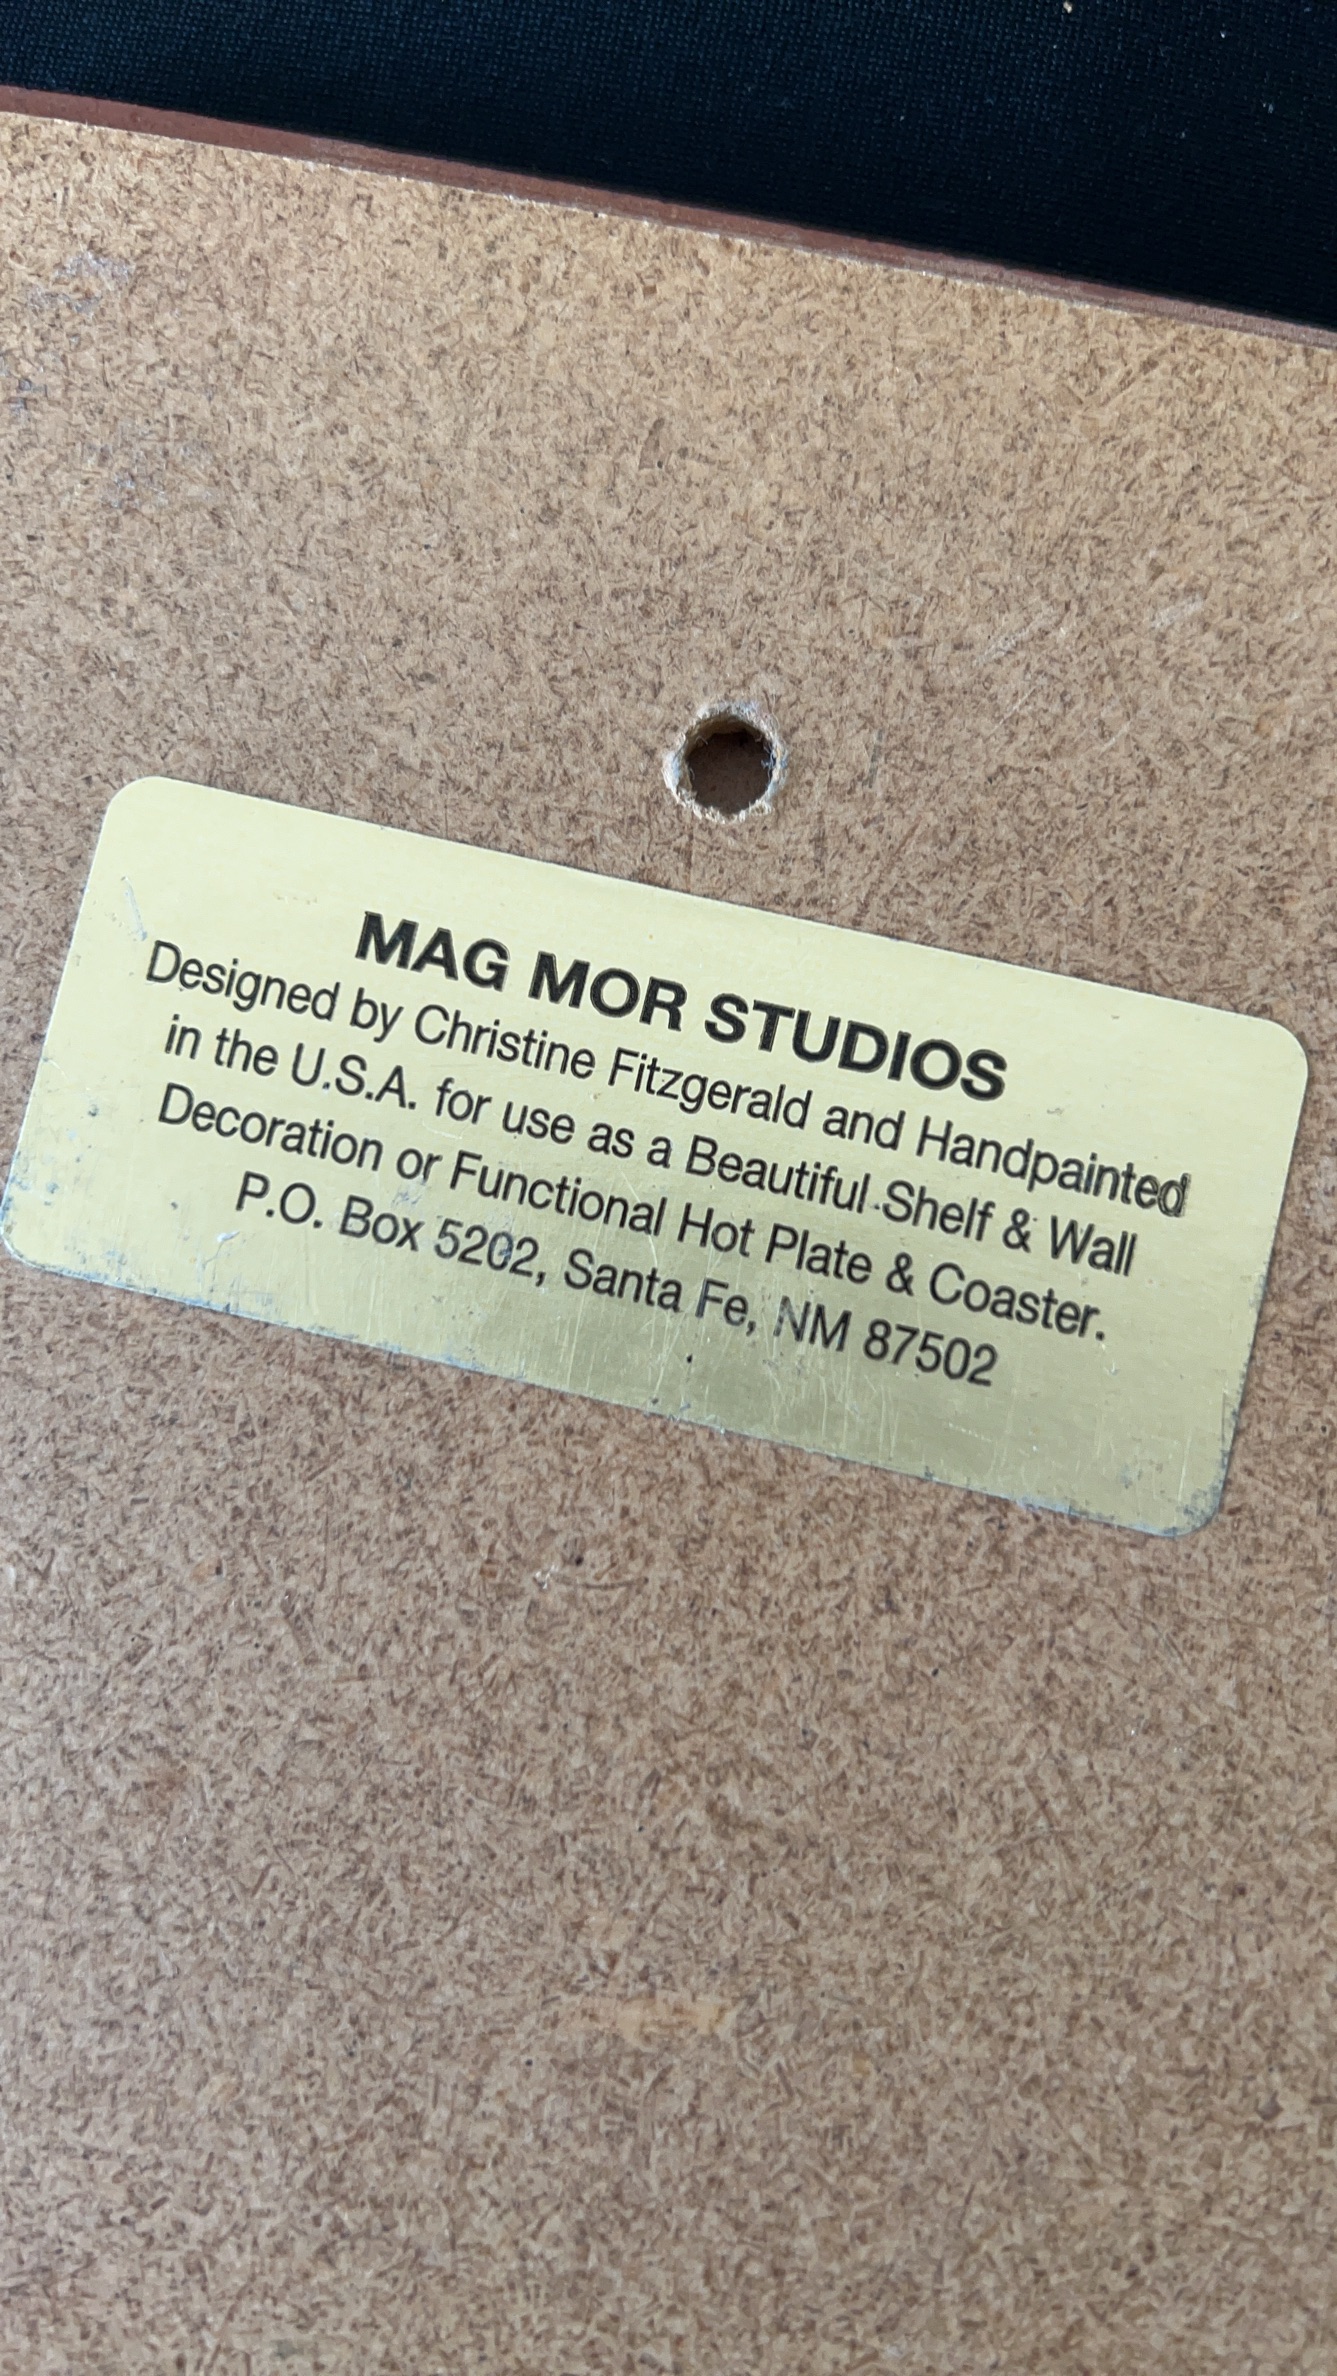 MAG MOR STUDIOS
Designed by Christine Fitzgerald and Handpainted
in the U.S.A. for use as a Beautiful Shelf & Wall
Decoration or Functional Hot Plate & Coaster.
P.O. Box 5202, Santa Fe, NM 87502